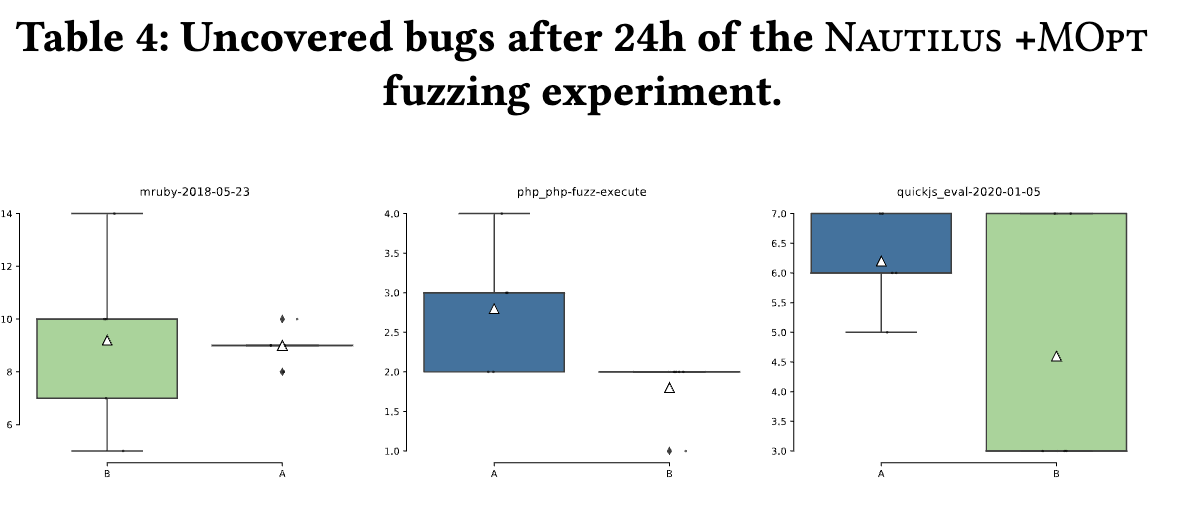 Table 4: Uncovered bugs after 24h of the NAUTILUS +MOPT
fuzzing experiment.
mruby-2018-05-23
14
12
10
8
6
B
A
php_php-fuzz-execute
4.0
3.5
3.0
2.5
2.0
1.5
1.0
A
B
quickjs_eval-2020-01-05
7.0
6.5
6.0
5.5
5.0
4.5
4.0
3.5
3.0
A
B